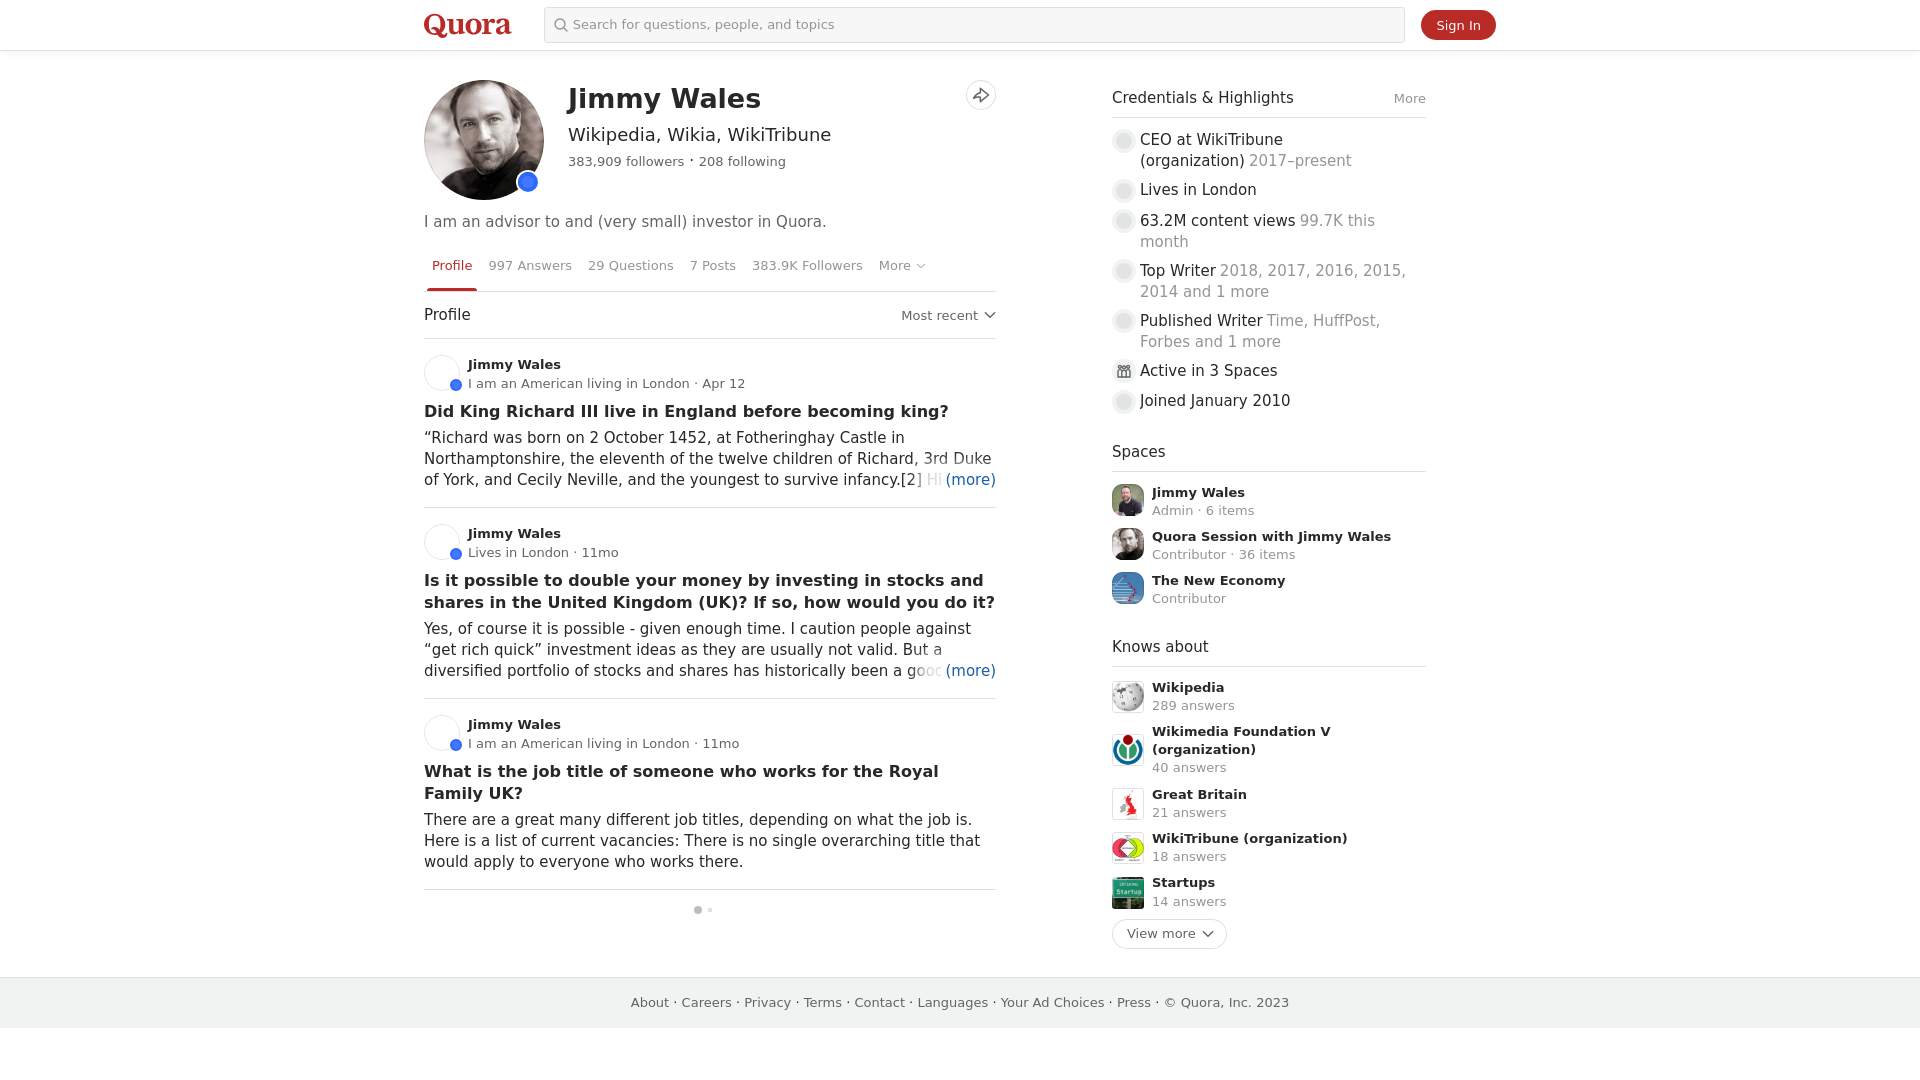 Quora
Search for questions, people, and topics
Sign In
Jimmy Wales
Wikipedia, Wikia, WikiTribune
383,909 followers · 208 following
I am an advisor to and (very small) investor in Quora.
Profile
997 Answers
29 Questions
7 Posts
383.9K Followers
More
Profile
Most recent
Jimmy Wales
I am an American living in London · Apr 12
Did King Richard III live in England before becoming king?
“Richard was born on 2 October 1452, at Fotheringhay Castle in
Northamptonshire, the eleventh of the twelve children of Richard, 3rd Duke
of York, and Cecily Neville, and the youngest to survive infancy.[2] Hi (more)
Jimmy Wales
Lives in London · 11mo
Is it possible to double your money by investing in stocks and
shares in the United Kingdom (UK)? If so, how would you do it?
Yes, of course it is possible - given enough time. I caution people against
“get rich quick” investment ideas as they are usually not valid. But a
diversified portfolio of stocks and shares has historically been a good (more)
Jimmy Wales
I am an American living in London · 11mo
What is the job title of someone who works for the Royal
Family UK?
There are a great many different job titles, depending on what the job is.
Here is a list of current vacancies: There is no single overarching title that
would apply to everyone who works there.
Credentials & Highlights
More
CEO at WikiTribune
(organization) 2017–present
Lives in London
63.2M content views 99.7K this
month
Top Writer 2018, 2017, 2016, 2015,
2014 and 1 more
Published Writer Time, HuffPost,
Forbes and 1 more
Active in 3 Spaces
Joined January 2010
Spaces
Jimmy Wales
Admin · 6 items
Quora Session with Jimmy Wales
Contributor · 36 items
The New Economy
Contributor
Knows about
Wikipedia
289 answers
Wikimedia Foundation V
(organization)
40 answers
Great Britain
21 answers
WikiTribune (organization)
18 answers
Startup
Startups
14 answers
View more
About · Careers · Privacy · Terms · Contact · Languages · Your Ad Choices · Press · © Quora, Inc. 2023